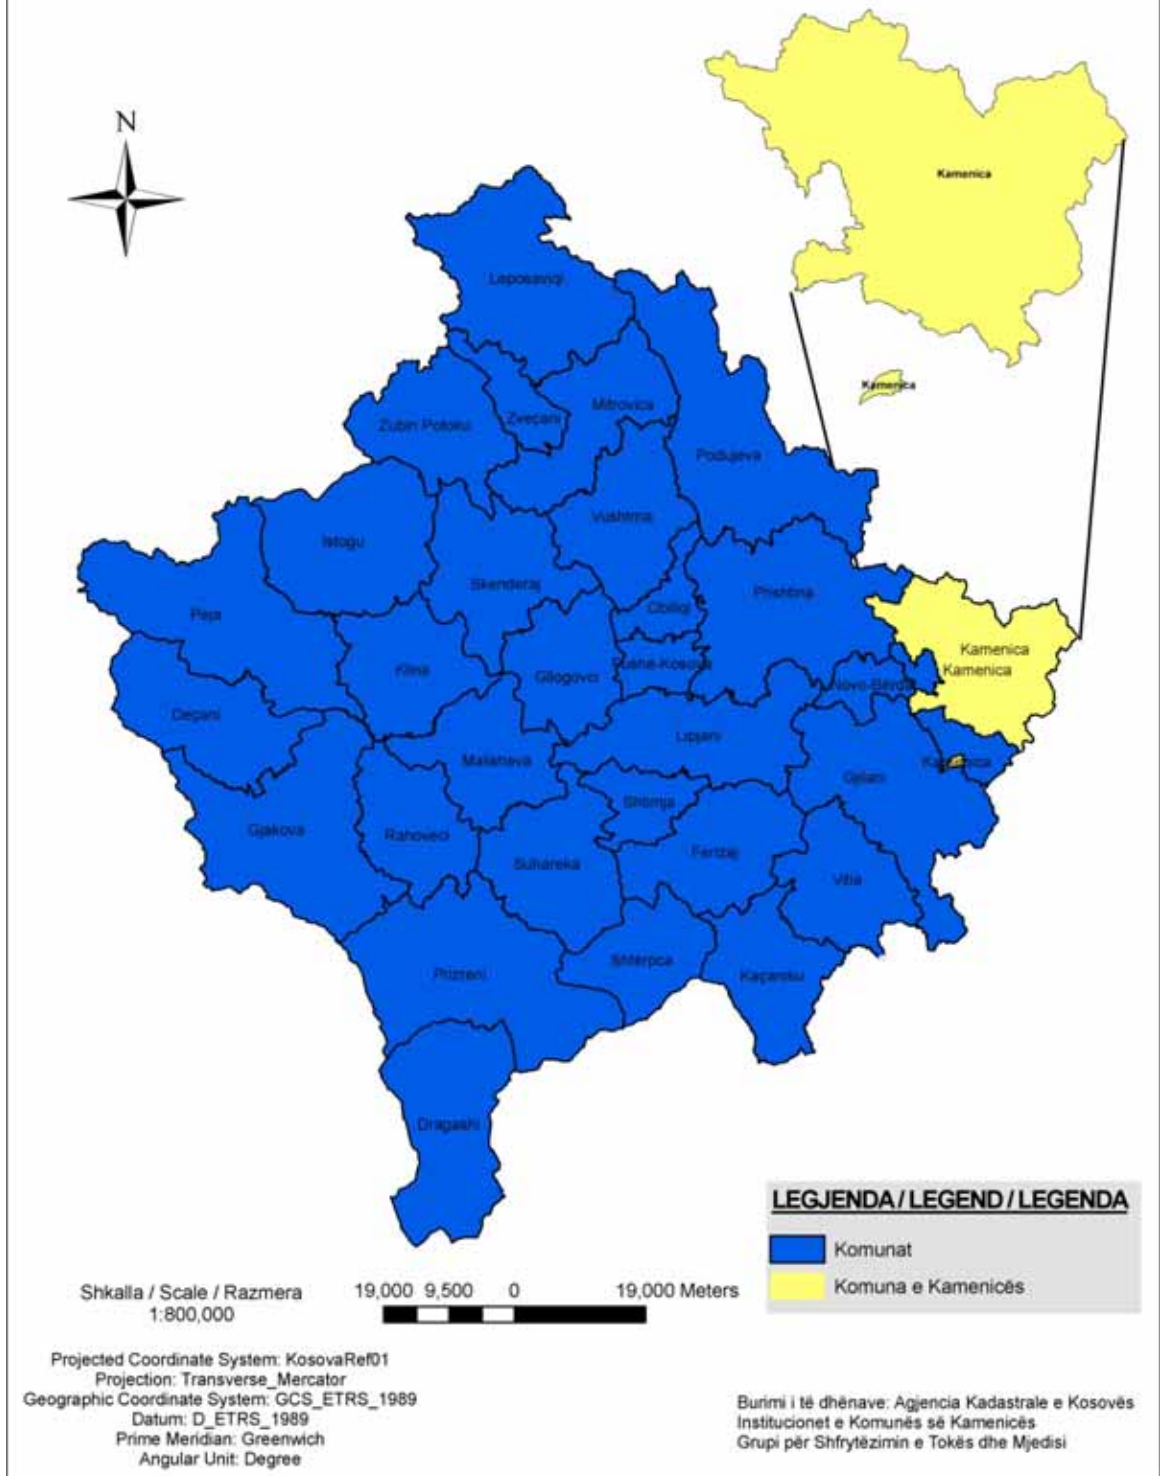 N
Kamenica
Kamenica
Leposaviqi
Zubin Potoku
Zveçani
Mitrovica
Podujeva
Vushtrria
Istogu
Skenderaj
Obiliqi
Prishtina
Peja
Klina
Gllogovci
Fushë-Kosova
Novo-Bërda
Kamenica
Kamenica
Deçani
Malisheva
Lipjani
Gjilani
Kamenica
Shtimja
Gjakova
Rahoveci
Suhareka
Ferizaj
Vitia
Prizreni
Shtërpca
Kaçaniku
Dragashi
LEGJENDA / LEGEND / LEGENDA
Komunat
Komuna e Kamenicës
Shkalla / Scale / Razmera
1:800,000
19,000 9,500 0 19,000 Meters
Projected Coordinate System: KosovaRef01
Projection: Transverse_Mercator
Geographic Coordinate System: GCS_ETRS_1989
Datum: D_ETRS_1989
Prime Meridian: Greenwich
Angular Unit: Degree
Burimi i të dhënave: Agjencia Kadastrale e Kosovës
Institucionet e Komunës së Kamenicës
Grupi për Shfrytëzimin e Tokës dhe Mjedisi